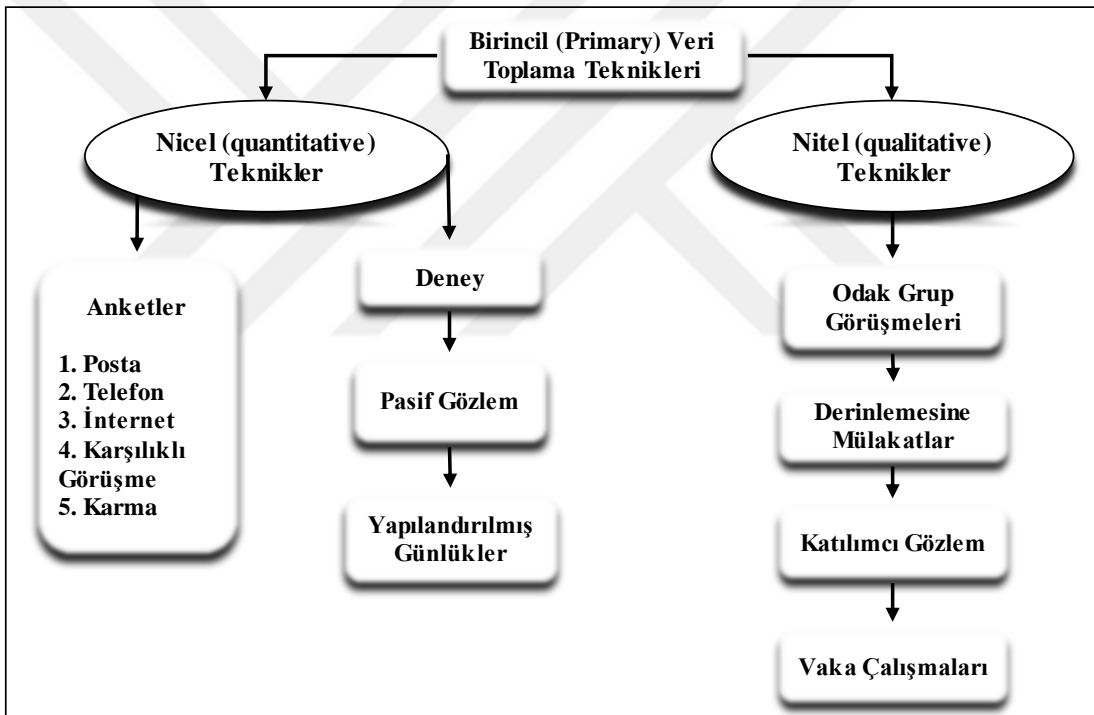 Birincil (Primary) Veri
Toplama Teknikleri
Nicel (quantitative)
Teknikler
Nitel (qualitative)
Teknikler
Anketler
1. Posta
2. Telefon
3. İnternet
4. Karşılıklı
Görüşme
5. Karma
Deney
Pasif Gözlem
Yapılandırılmış
Günlükler
Odak Grup
Görüşmeleri
Derinlemesine
Mülakatlar
Katılımcı Gözlem
Vaka Çalışmaları